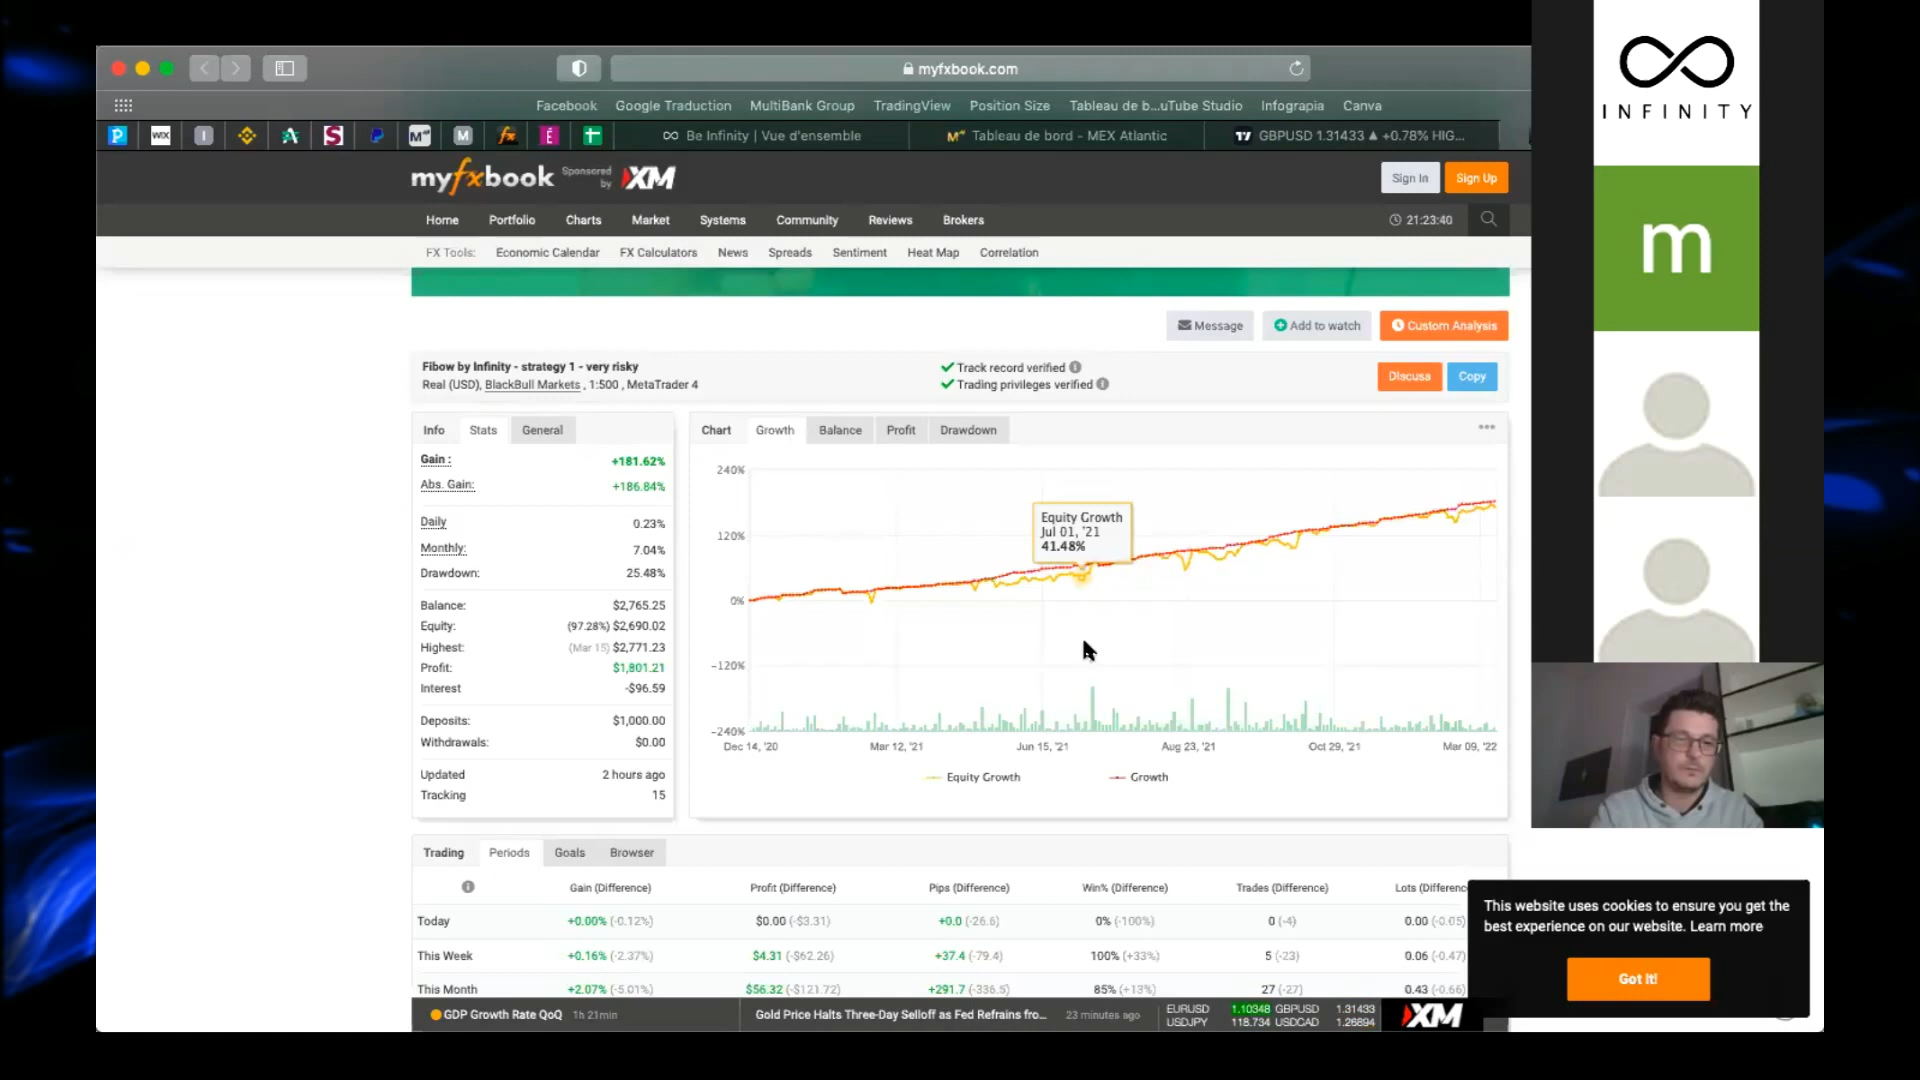 myfxbook.com
Facebook Google Traduction MultiBank Group TradingView Position Size Tableau de b...uTube Studio Infograpia Canva
WIX
Be Infinity | Vue d'ensemble
Tableau de bord - MEX Atlantic
GBPUSD 1.31433 ▲ +0.78% HIG...
myfxbook Sponsored by XM
Sign In Sign Up
Home Portfolio Charts Market Systems Community Reviews Brokers 21:23:40
FX Tools: Economic Calendar FX Calculators News Spreads Sentiment Heat Map Correlation
Message Add to watch Custom Analysis
Fibow by Infinity - strategy 1 - very risky
Real (USD), BlackBull Markets , 1:500 , MetaTrader 4
Track record verified
Trading privileges verified
Discuss Copy
Info Stats General
Gain : +181.62%
Abs. Gain: +186.84%
Daily 0.23%
Monthly: 7.04%
Drawdown: 25.48%
Balance: $2,765.25
Equity: (97.28%) $2,690.02
Highest: (Mar 15) $2,771.23
Profit: $1,801.21
Interest -$96.59
Deposits: $1,000.00
Withdrawals: $0.00
Updated 2 hours ago
Tracking 15
Chart Growth Balance Profit Drawdown
240%
120%
0%
-120%
-240%
Equity Growth
Jul 01, '21
41.48%
Dec 14, '20 Mar 12, '21 Jun 15, '21 Aug 23, '21 Oct 29, '21 Mar 09, '22
Equity Growth Growth
Trading Periods Goals Browser
Gain (Difference) Profit (Difference) Pips (Difference) Win% (Difference) Trades (Difference) Lots (Differenc
Today +0.00% (-0.12%) $0.00 (-$3.31) +0.0 (-26.6) 0% (-100%) 0 (-4) 0.00 (-0.05)
This Week +0.16% (-2.37%) $4.31 (-$62.26) +37.4 (-79.4) 100% (+33%) 5 (-23) 0.06 (-0.47)
This Month +2.07% (-5.01%) $56.32 (-$121.72) +291.7 (-336.5) 85% (+13%) 27 (-27) 0.43 (-0.66)
GDP Growth Rate QoQ 1h 21min
Gold Price Halts Three-Day Selloff as Fed Refrains fro... 23 minutes ago
EURUSD 1.10348 GBPUSD 1.31433
USDJPY 118.734 USDCAD 1.26894
XM
This website uses cookies to ensure you get the
best experience on our website. Learn more
Got it!
INFINITY
m